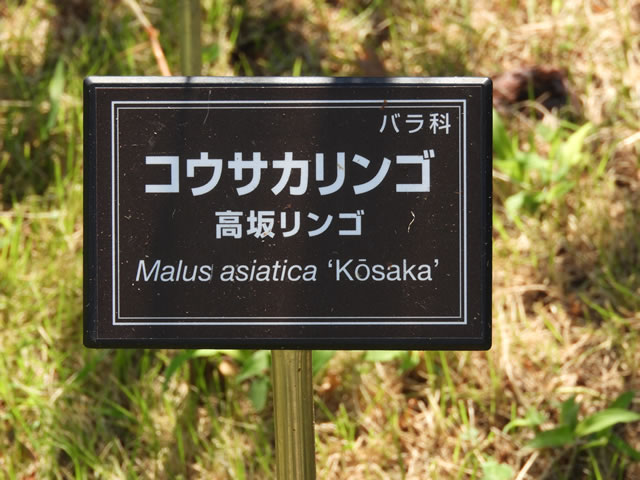 バラ科
コウサカリンゴ
高坂リンゴ
Malus asiatica ‘Kōsaka’